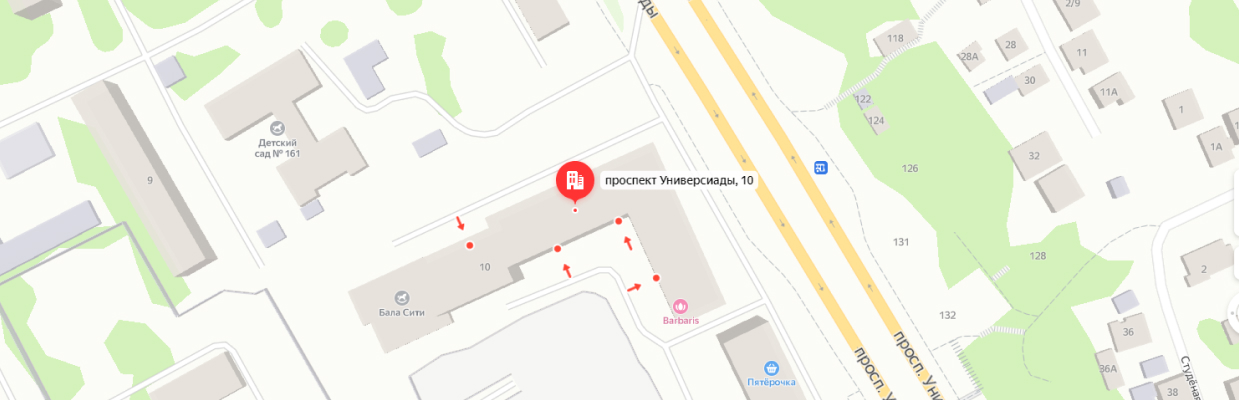 2/9
118
28
28А
11
30
11А
122
124
1
Детский
сад № 161
1А
32
9
126
проспект Универсиады, 10
131
128
10
2
Бала Сити
Barbaris
132
36
просп. Уни
Студёная
36А
Пятёрочка
38
просп. У